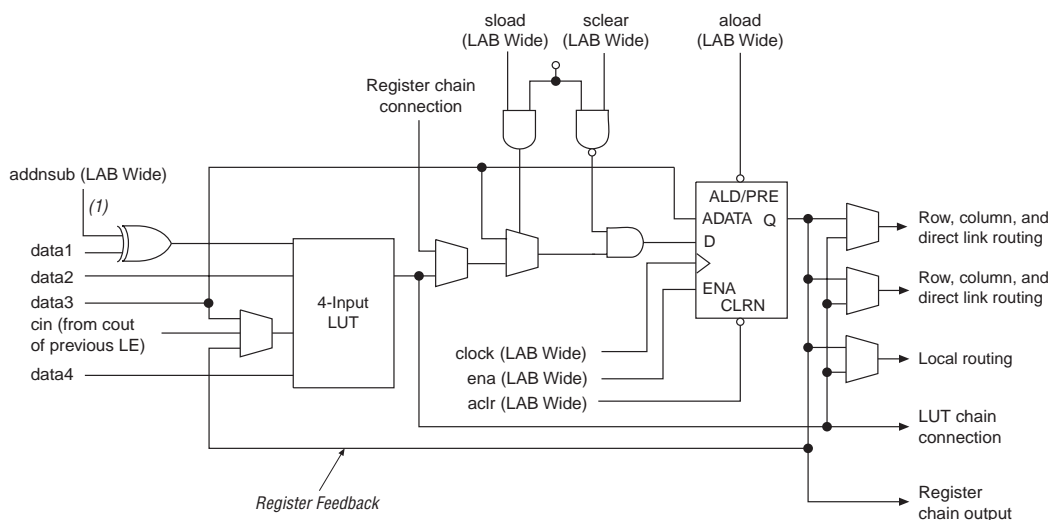 sload
(LAB Wide)
sclear
(LAB Wide)
aload
(LAB Wide)
Register chain
connection
addnsub (LAB Wide)
(1)
data1
data2
data3
cin (from cout
of previous LE)
data4
4-Input
LUT
ALD/PRE
ADATA Q
D
ENA
CLRN
clock (LAB Wide)
ena (LAB Wide)
aclr (LAB Wide)
Row, column, and
direct link routing
Row, column, and
direct link routing
Local routing
LUT chain
connection
Register
chain output
Register Feedback